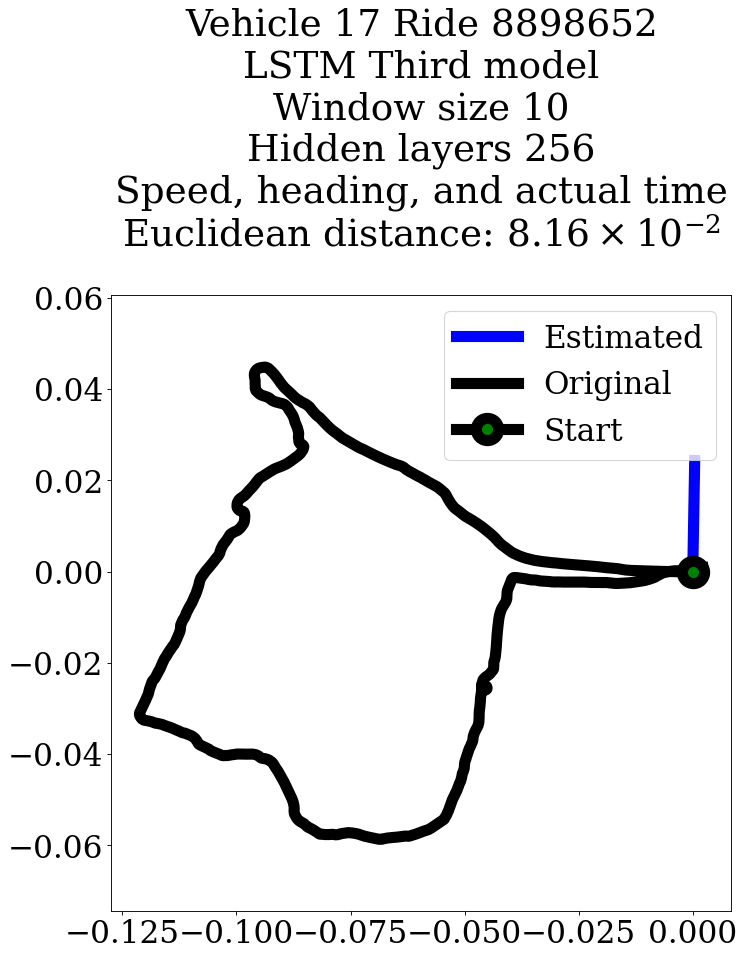 Vehicle 17 Ride 8898652
LSTM Third model
Window size 10
Hidden layers 256
Speed, heading, and actual time
Euclidean distance: 8.16 × 10⁻²
0.06
0.04
0.02
0.00
−0.02
−0.04
−0.06
Estimated
Original
Start
−0.125 −0.100 −0.075 −0.050 −0.025 0.000